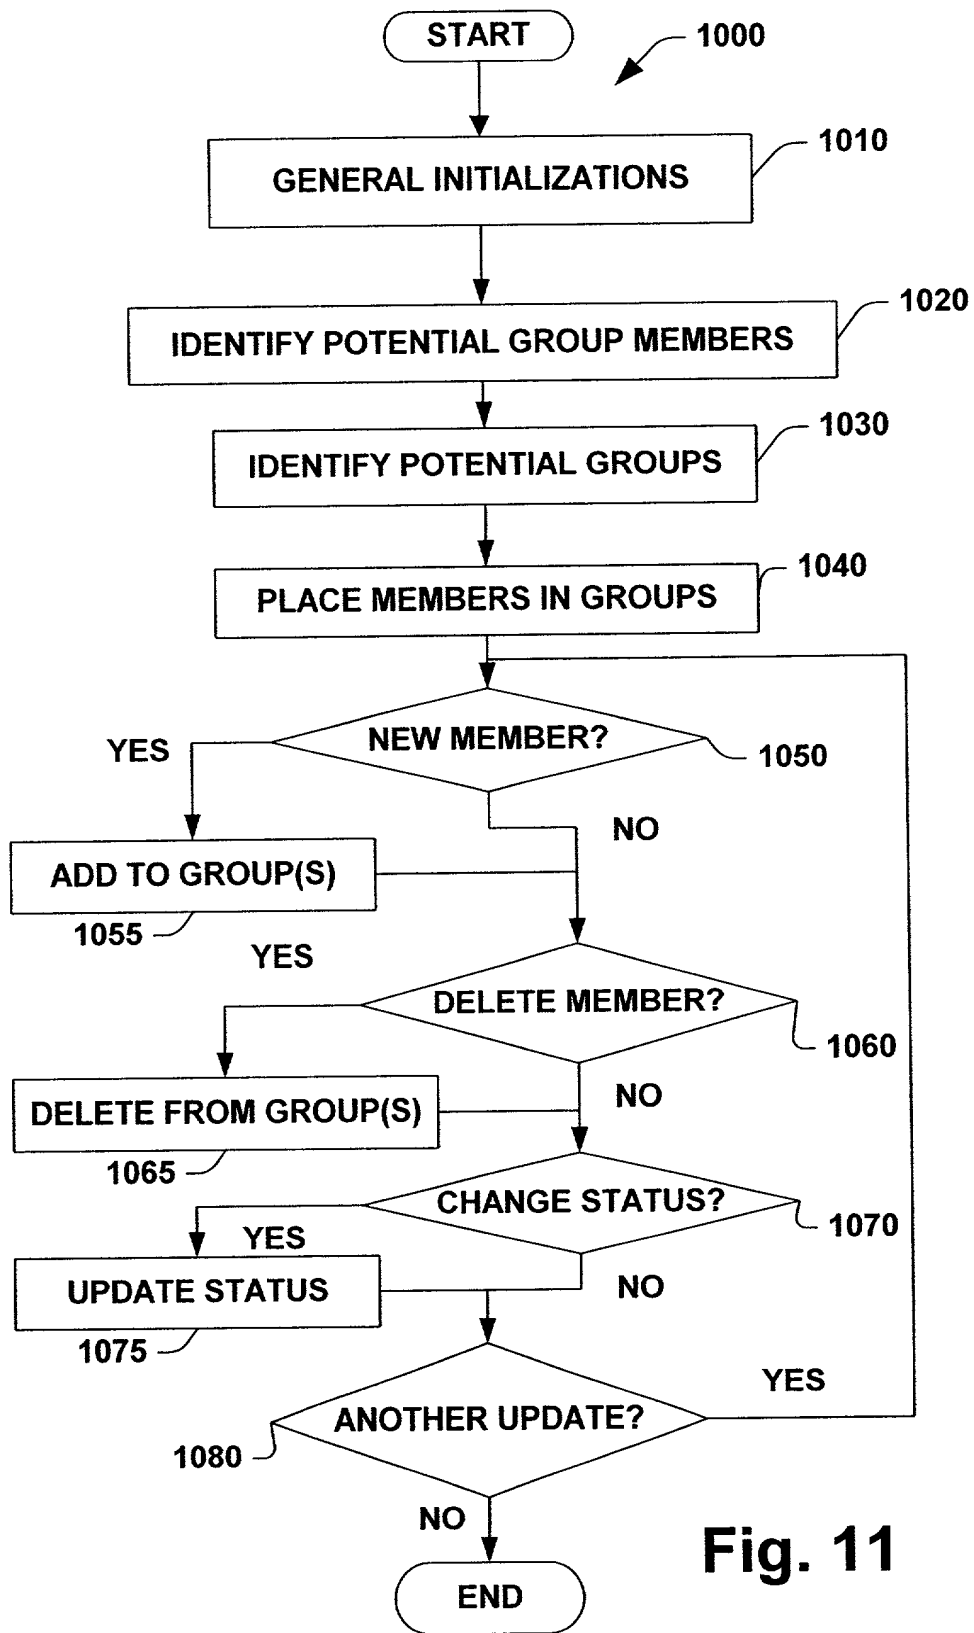 START
1000
1010
GENERAL INITIALIZATIONS
1020
IDENTIFY POTENTIAL GROUP MEMBERS
1030
IDENTIFY POTENTIAL GROUPS
1040
PLACE MEMBERS IN GROUPS
NEW MEMBER?
YES
1050
NO
ADD TO GROUP(S)
1055
YES
DELETE MEMBER?
1060
NO
DELETE FROM GROUP(S)
1065
CHANGE STATUS?
1070
YES
NO
UPDATE STATUS
1075
YES
ANOTHER UPDATE?
1080
NO
Fig. 11
END